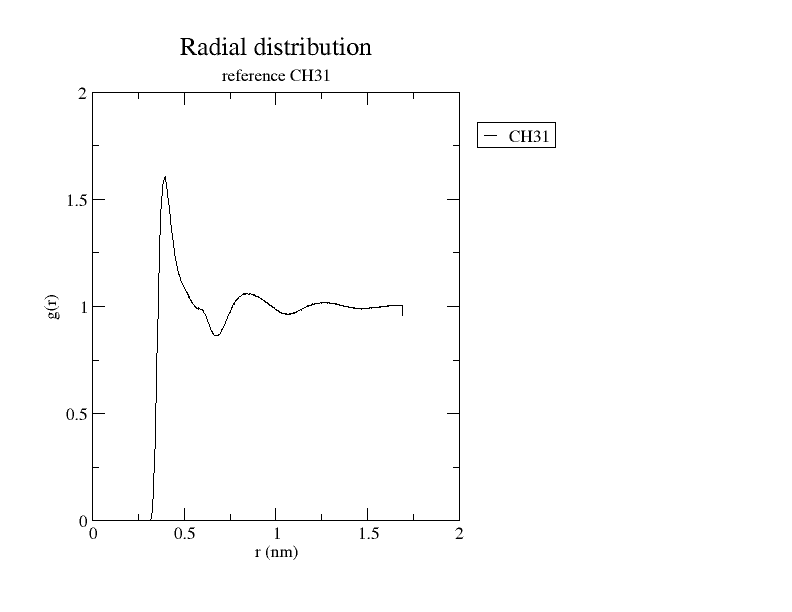 Radial distribution
reference CH31
CH31
2
1.5
1
0.5
0
g(r)
0 0.5 1 1.5 2
r (nm)